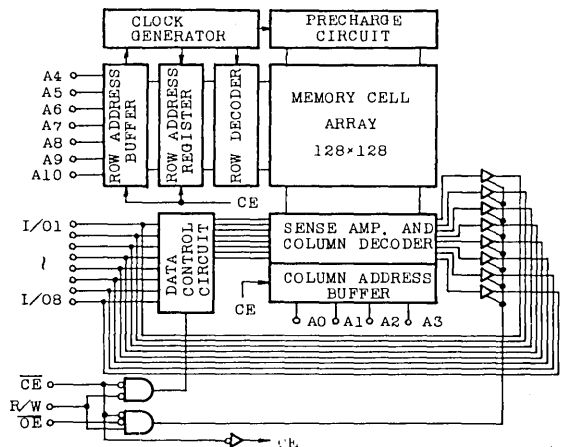 CLOCK
GENERATOR
PRECHARGE
CIRCUIT
A4
A5
A6
A7
A8
A9
A10
ROW ADDRESS
BUFFER
ROW ADDRESS
REGISTER
ROW DECODER
MEMORY CELL
ARRAY
128×128
CE
I/O1
~
I/O8
DATA
CONTROL
CIRCUIT
SENSE AMP. AND
COLUMN DECODER
COLUMN ADDRESS
BUFFER
CE
A0 A1 A2 A3
CE
R/W
OE
CE